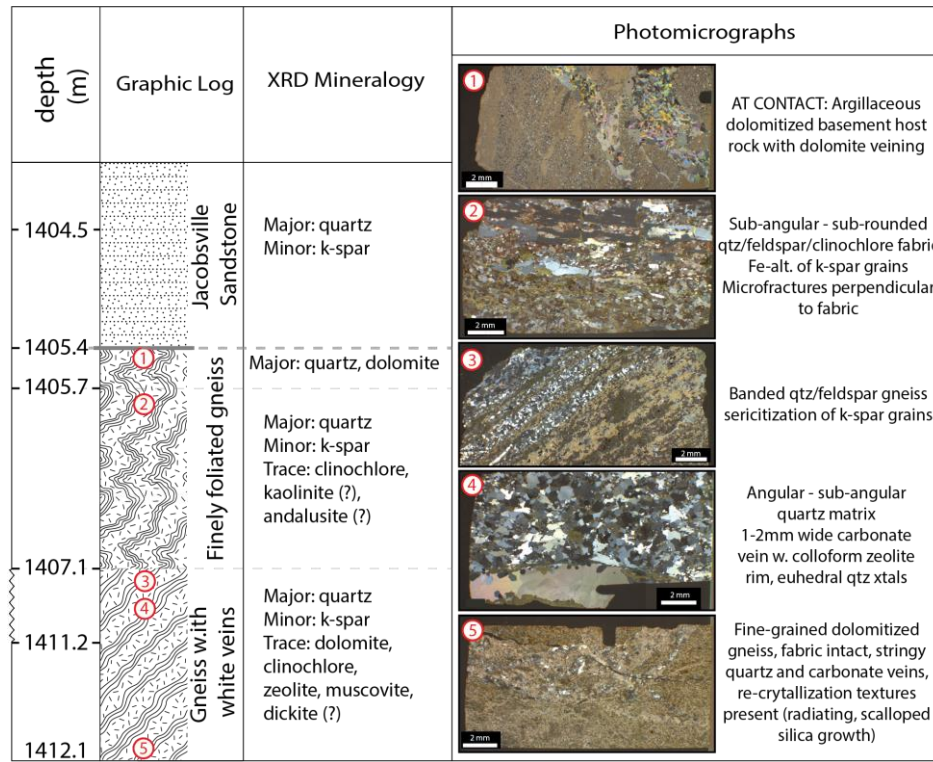 depth
(m)
Graphic Log
XRD Mineralogy
Photomicrographs
1404.5
1405.4
1405.7
1407.1
1411.2
1412.1
Jacobsville
Sandstone
Finely foliated gneiss
Gneiss w.ith
white veins
1
2
3
4
5
Major: quartz
Minor: k-spar
Major: quartz, dolomite
Major: quartz
Minor: k-spar
Trace: clinochlore,
kaolinite (?),
andalusite (?)
Major: quartz
Minor: k-spar
Trace: dolomite,
clinochlore,
zeolite, muscovite,
dickite (?)
1
2 mm
AT CONTACT: Argillaceous
dolomitized basement host
rock with dolomite veining
2
2 mm
Sub-angular - sub-rounded
qtz/feldspar/clinochlore fabric
Fe-alt. of k-spar grains
Microfractures perpendicular
to fabric
3
2 mm
Banded qtz/feldspar gneiss
sericitization of k-spar grains
4
2 mm
Angular - sub-angular
quartz matrix
1-2mm wide carbonate
vein w. colloform zeolite
rim, euhedral qtz xtals
5
2 mm
Fine-grained dolomitized
gneiss, fabric intact, stringy
quartz and carbonate veins,
re-crytallization textures
present (radiating, scalloped
silica growth)